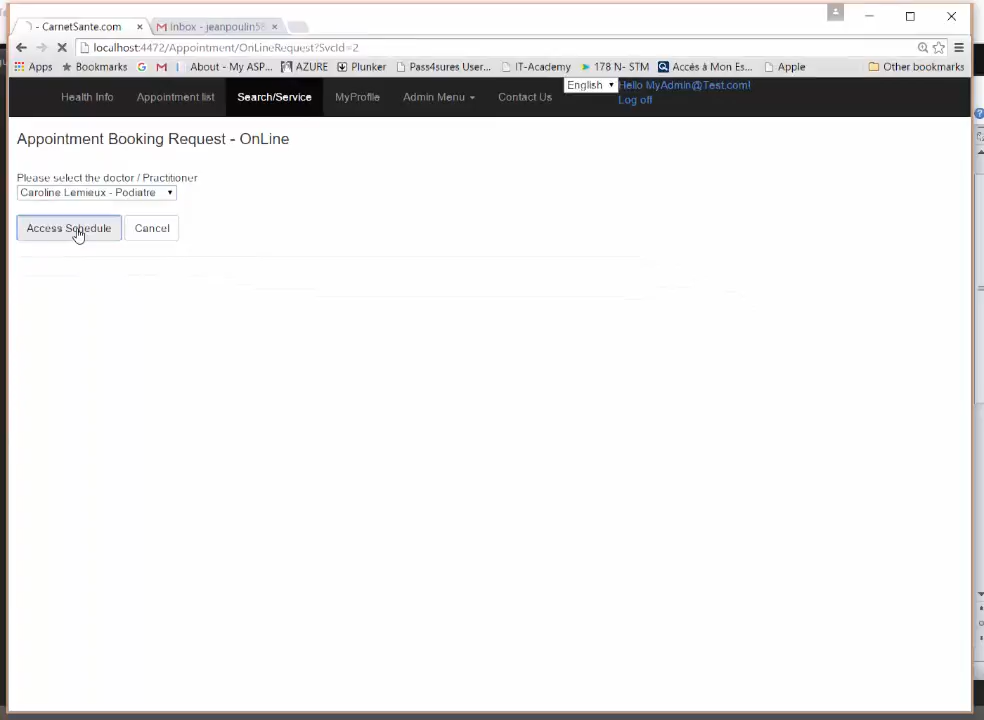 - CarnetSante.com
Inbox - jeanpoulin58
localhost:4472/Appointment/OnLineRequest?SvcId=2
Apps Bookmarks About - My ASP... AZURE Plunker Pass4sures User... IT-Academy 178 N- STM Accès à Mon Es... Apple Other bookmarks
Health Info Appointment list Search/Service MyProfile Admin Menu Contact Us English Hello MyAdmin@Test.com!
Log off
Appointment Booking Request - OnLine
Please select the doctor / Practitioner
Caroline Lemieux - Podiatre
Access Schedule Cancel